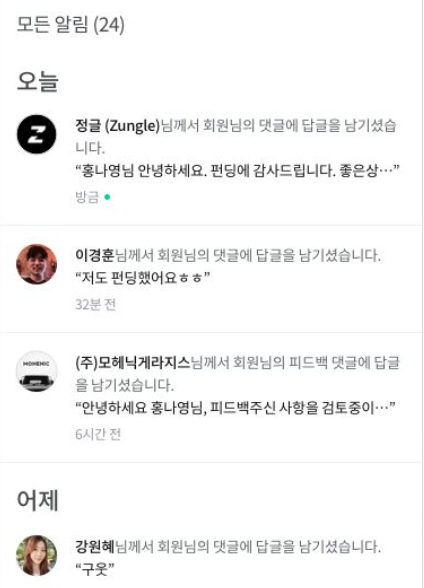 모든 알림 (24)
오늘
정글 (Zungle)님께서 회원님의 댓글에 답글을 남기셨습
니다.
“홍나영님 안녕하세요. 펀딩에 감사드립니다. 좋은상…”
방금
이경훈님께서 회원님의 댓글에 답글을 남기셨습니다.
“저도 펀딩했어요ㅎㅎ”
32분 전
MOHENIC
(주)모헤닉게라지스님께서 회원님의 피드백 댓글에 답글
을 남기셨습니다.
“안녕하세요 홍나영님, 피드백주신 사항을 검토중이…”
6시간 전
어제
강원혜님께서 회원님의 댓글에 답글을 남기셨습니다.
“구웃”